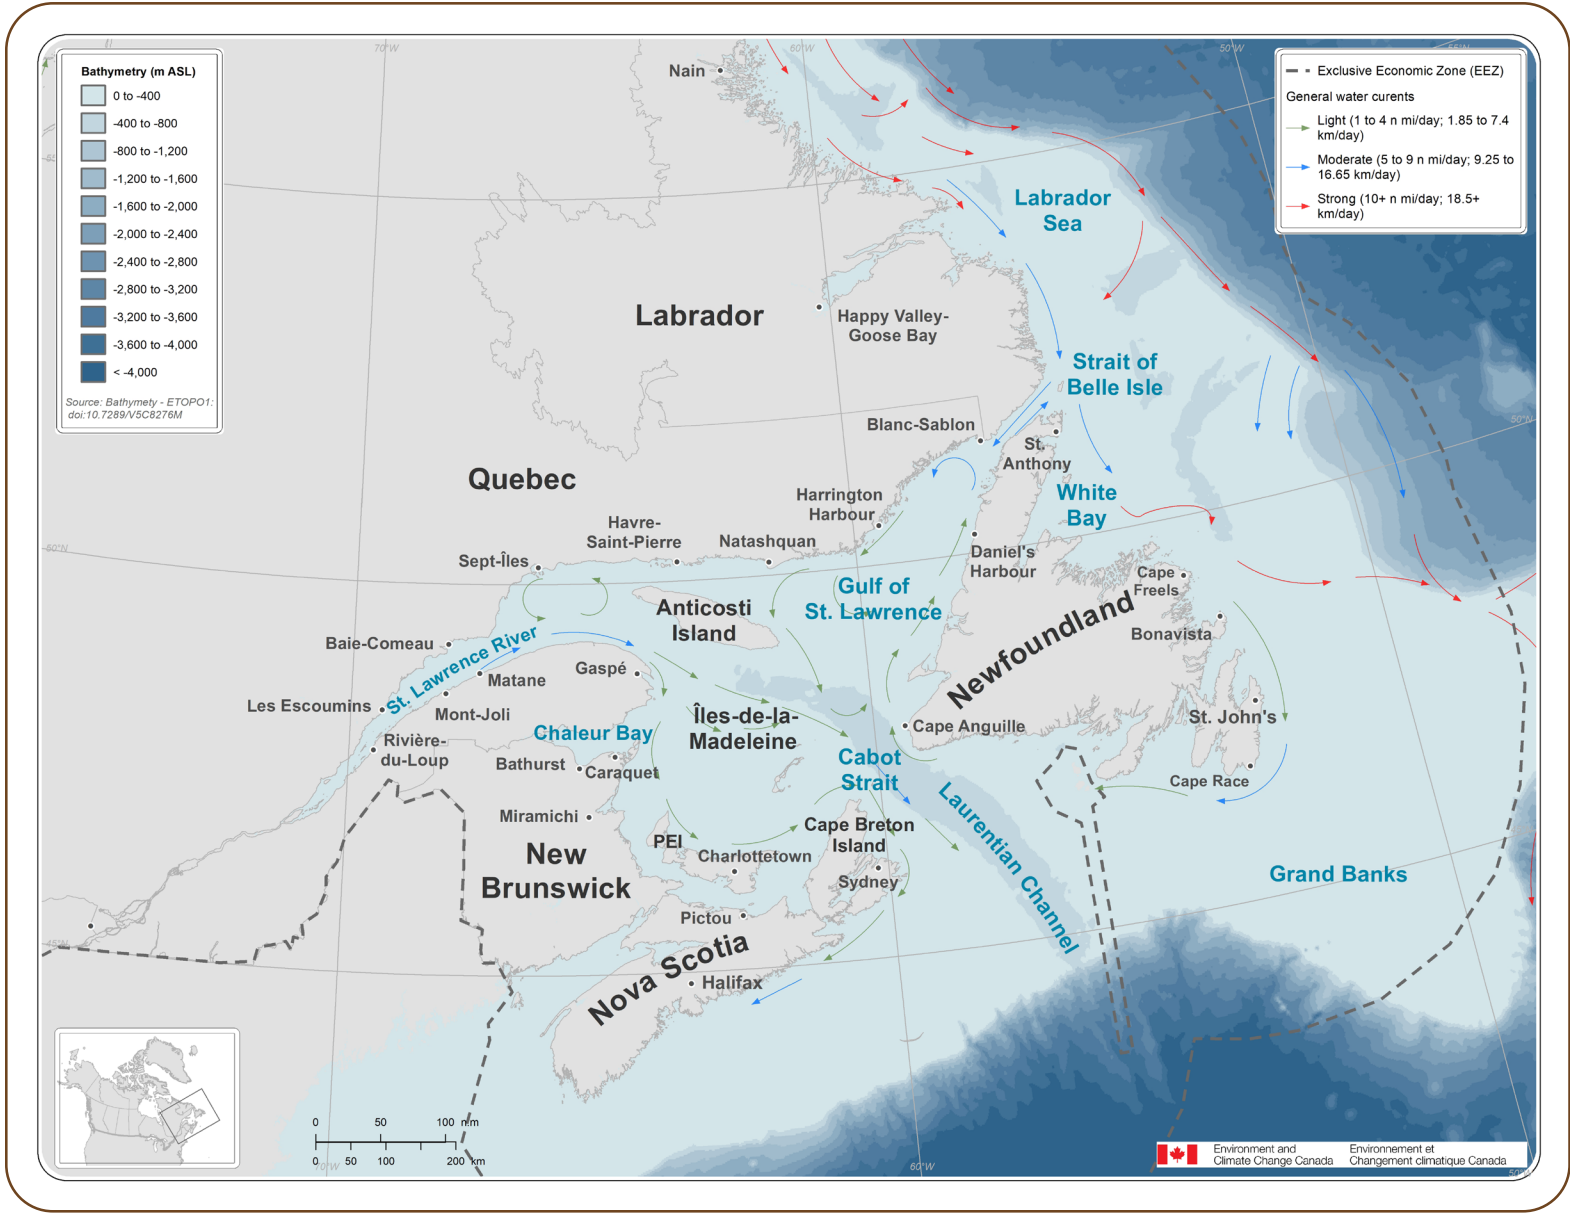 Bathymetry (m ASL)
0 to -400
-400 to -800
-800 to -1,200
-1,200 to -1,600
-1,600 to -2,000
-2,000 to -2,400
-2,400 to -2,800
-2,800 to -3,200
-3,200 to -3,600
-3,600 to -4,000
< -4,000
Source: Bathymety - ETOPO1:
doi:10.7289/V5C8276M
70°W
60°W
50°W
Exclusive Economic Zone (EEZ)
General water curents
Light (1 to 4 n mi/day; 1.85 to 7.4
km/day)
Moderate (5 to 9 n mi/day; 9.25 to
16.65 km/day)
Strong (10+ n mi/day; 18.5+
km/day)
Nain
Labrador
Sea
Labrador
Happy Valley-
Goose Bay
Strait of
Belle Isle
50°N
Blanc-Sablon
St.
Anthony
Quebec
White
Bay
Harrington
Harbour
Havre-
Saint-Pierre
Natashquan
Sept-Îles
Daniel's
Harbour
Cape
Freels
Gulf of
St. Lawrence
Anticosti
Island
Newfoundland
Bonavista
Baie-Comeau
St. Lawrence River
Matane
Gaspé
Les Escoumins
Mont-Joli
Îles-de-la-
Madeleine
Cape Anguille
St. John's
Chaleur Bay
Rivière-
du-Loup
Bathurst
Caraquet
Cabot
Strait
Cape Race
Laurentian Channel
Miramichi
PEI
Cape Breton
Island
New
Brunswick
Charlottetown
Sydney
Grand Banks
Pictou
Nova Scotia
Halifax
0 50 100 n.m
0 50 100 200 km
70°W
60°W
50°W
Environment and
Climate Change Canada
Environnement et
Changement climatique Canada